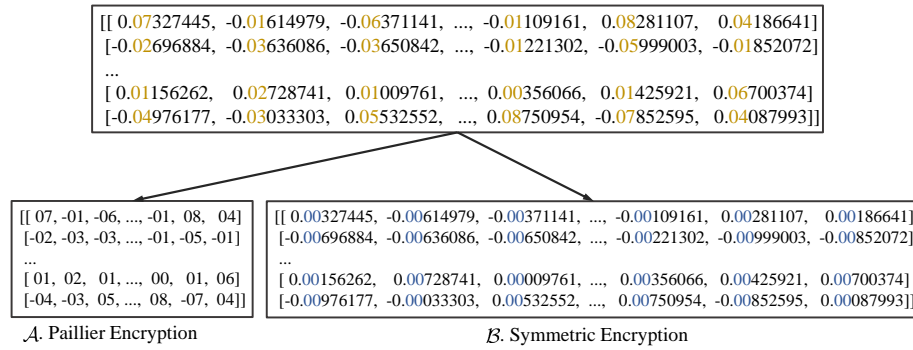 [[ 0.07327445, -0.01614979, -0.06371141, ..., -0.01109161, 0.08281107, 0.04186641]
[-0.02696884, -0.03636086, -0.03650842, ..., -0.01221302, -0.05999003, -0.01852072]
...
[ 0.01156262, 0.02728741, 0.01009761, ..., 0.00356066, 0.01425921, 0.06700374]
[-0.04976177, -0.03033303, 0.05532552, ..., 0.08750954, -0.07852595, 0.04087993]]
[[ 07, -01, -06, ..., -01, 08, 04]
[-02, -03, -03, ..., -01, -05, -01]
...
[ 01, 02, 01, ..., 00, 01, 06]
[-04, -03, 05, ..., 08, -07, 04]]
𝒜. Paillier Encryption
[[ 0.00327445, -0.00614979, -0.00371141, ..., -0.00109161, 0.00281107, 0.00186641]
[-0.00696884, -0.00636086, -0.00650842, ..., -0.00221302, -0.00999003, -0.00852072]
...
[ 0.00156262, 0.00728741, 0.00009761, ..., 0.00356066, 0.00425921, 0.00700374]
[-0.00976177, -0.00033303, 0.00532552, ..., 0.00750954, -0.00852595, 0.00087993]]
ℬ. Symmetric Encryption